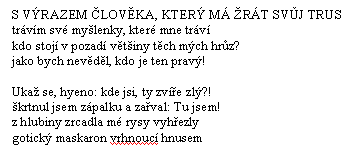 S VÝRAZEM ČLOVĚKA, KTERÝ MÁ ŽRÁT SVŮJ TRUS
trávím své myšlenky, které mne tráví
kdo stojí v pozadí většiny těch mých hrůz?
jako bych nevěděl, kdo je ten pravý!
Ukaž se, hyeno: kde jsi, ty zvíře zlý?!
škrtnul jsem zápalku a zařval: Tu jsem!
z hlubiny zrcadla mé rysy vyhřezly
gotický maskaron vrhnoucí hnusem